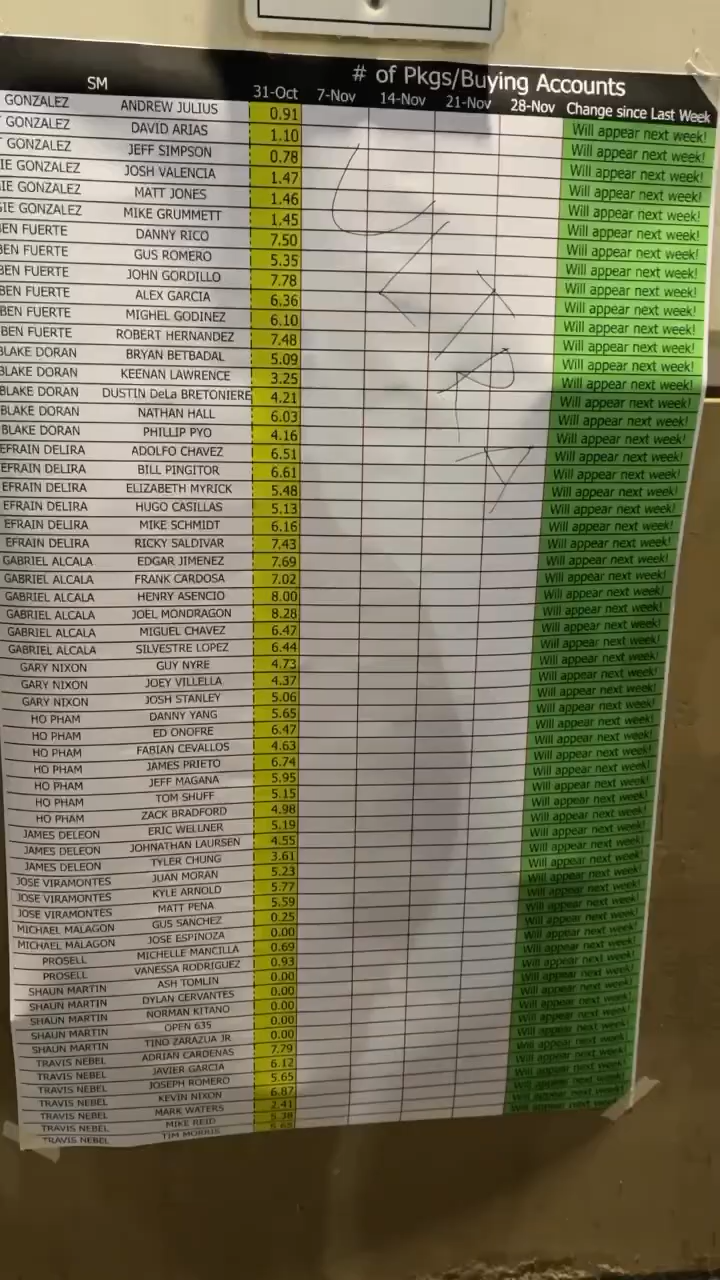 # of Pkgs/Buying Accounts
SM 31-Oct 7-Nov 14-Nov 21-Nov 28-Nov Change since Last Week
GONZALEZ ANDREW JULIUS 0.91 Will appear next week!
GONZALEZ DAVID ARIAS 1.10 Will appear next week!
GONZALEZ JEFF SIMPSON 0.78 Will appear next week!
IE GONZALEZ JOSH VALENCIA 1.47 Will appear next week!
GIE GONZALEZ MATT JONES 1.46 Will appear next week!
GIE GONZALEZ MIKE GRUMMETT 1.45 Will appear next week!
BEN FUERTE DANNY RICO 7.50 Will appear next week!
BEN FUERTE GUS ROMERO 5.35 Will appear next week!
BEN FUERTE JOHN GORDILLO 7.78 Will appear next week!
BEN FUERTE ALEX GARCIA 6.36 Will appear next week!
BEN FUERTE MIGHEL GODINEZ 6.10 Will appear next week!
BEN FUERTE ROBERT HERNANDEZ 7.48 Will appear next week!
BLAKE DORAN BRYAN BETBADAL 5.09 Will appear next week!
BLAKE DORAN KEENAN LAWRENCE 3.25 Will appear next week!
BLAKE DORAN DUSTIN DeLa BRETONIERE 4.21 Will appear next week!
BLAKE DORAN NATHAN HALL 6.03 Will appear next week!
BLAKE DORAN PHILLIP PYO 4.16 Will appear next week!
EFRAIN DELIRA ADOLFO CHAVEZ 6.51 Will appear next week!
EFRAIN DELIRA BILL PINGITOR 6.61 Will appear next week!
EFRAIN DELIRA ELIZABETH MYRICK 5.48 Will appear next week!
EFRAIN DELIRA HUGO CASILLAS 5.13 Will appear next week!
EFRAIN DELIRA MIKE SCHMIDT 6.16 Will appear next week!
EFRAIN DELIRA RICKY SALDIVAR 7.43 Will appear next week!
GABRIEL ALCALA EDGAR JIMENEZ 7.69 Will appear next week!
GABRIEL ALCALA FRANK CARDOSA 7.02 Will appear next week!
GABRIEL ALCALA HENRY ASENCIO 8.00 Will appear next week!
GABRIEL ALCALA JOEL MONDRAGON 8.28 Will appear next week!
GABRIEL ALCALA MIGUEL CHAVEZ 6.47 Will appear next week!
GABRIEL ALCALA SILVESTRE LOPEZ 6.44 Will appear next week!
GARY NIXON GUY NYRE 4.73 Will appear next week!
GARY NIXON JOEY VILLELLA 4.37 Will appear next week!
GARY NIXON JOSH STANLEY 5.06 Will appear next week!
HO PHAM DANNY YANG 5.65 Will appear next week!
HO PHAM ED ONOFRE 6.47 Will appear next week!
HO PHAM FABIAN CEVALLOS 4.63 Will appear next week!
HO PHAM JAMES PRIETO 6.74 Will appear next week!
HO PHAM JEFF MAGANA 5.95 Will appear next week!
HO PHAM TOM SHUFF 5.15 Will appear next week!
HO PHAM ZACK BRADFORD 4.98 Will appear next week!
JAMES DELEON ERIC WELLNER 5.19 Will appear next week!
JAMES DELEON JOHNATHAN LAURSEN 4.55 Will appear next week!
JAMES DELEON TYLER CHUNG 3.61 Will appear next week!
JOSE VIRAMONTES JUAN MORAN 5.23 Will appear next week!
JOSE VIRAMONTES KYLE ARNOLD 5.77 Will appear next week!
JOSE VIRAMONTES MATT PENA 5.59 Will appear next week!
MICHAEL MALAGON GUS SANCHEZ 0.25 Will appear next week!
MICHAEL MALAGON JOSE ESPINOZA 0.00 Will appear next week!
PROSELL MICHELLE MANCILLA 0.69 Will appear next week!
PROSELL VANESSA RODRIGUEZ 0.93 Will appear next week!
SHAUN MARTIN ASH TOMLIN 0.00 Will appear next week!
SHAUN MARTIN DYLAN CERVANTES 0.00 Will appear next week!
SHAUN MARTIN NORMAN KITANO 0.00 Will appear next week!
SHAUN MARTIN OPEN 635 0.00 Will appear next week!
SHAUN MARTIN TINO ZARAZUA JR 0.00 Will appear next week!
TRAVIS NEBEL ADRIAN CARDENAS 7.79 Will appear next week!
TRAVIS NEBEL JAVIER GARCIA 6.12 Will appear next week!
TRAVIS NEBEL JOSEPH ROMERO 5.65 Will appear next week!
TRAVIS NEBEL KEVIN NIXON 6.87 Will appear next week!
TRAVIS NEBEL MARK WATERS 2.41 Will appear next week!
TRAVIS NEBEL MIKE REID 5.38 Will appear next week!
TRAVIS NEBEL TIM MORRIS Will appear next week!
ULTRA